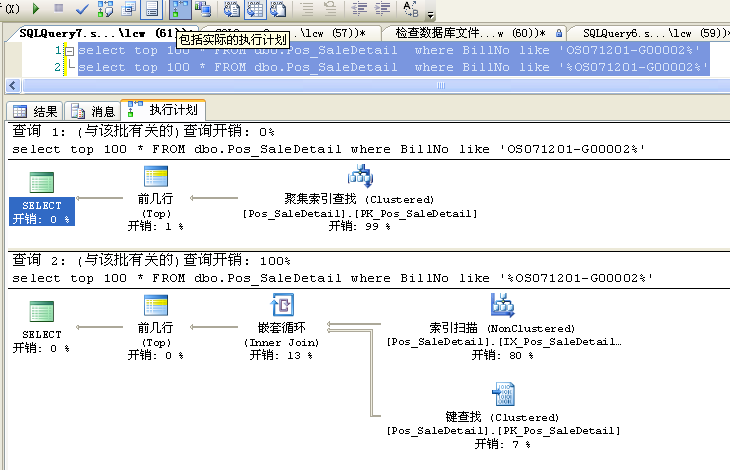 SQLQuery7.s...\lcw (61))*
...\lcw (57))*
检查数据库文件...w (60))*
SQLQuery6.s...\lcw (59))*
包括实际的执行计划
1 select top 100 * FROM dbo.Pos_SaleDetail where BillNo like 'OS071201-G00002%'
2 select top 100 * FROM dbo.Pos_SaleDetail where BillNo like '%OS071201-G00002%'
结果 消息 执行计划
查询 1: (与该批有关的)查询开销: 0%
select top 100 * FROM dbo.Pos_SaleDetail where BillNo like 'OS071201-G00002%'
SELECT
开销: 0 %
前几行
(Top)
开销: 1 %
聚集索引查找 (Clustered)
[Pos_SaleDetail].[PK_Pos_SaleDetail]
开销: 99 %
查询 2: (与该批有关的)查询开销: 100%
select top 100 * FROM dbo.Pos_SaleDetail where BillNo like '%OS071201-G00002%'
SELECT
开销: 0 %
前几行
(Top)
开销: 0 %
嵌套循环
(Inner Join)
开销: 13 %
索引扫描 (NonClustered)
[Pos_SaleDetail].[IX_Pos_SaleDetail…
开销: 80 %
键查找 (Clustered)
[Pos_SaleDetail].[PK_Pos_SaleDetail]
开销: 7 %